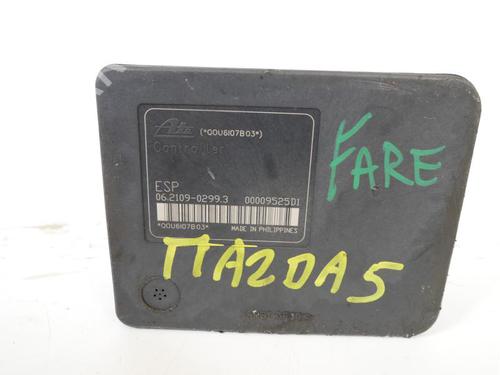 Ate (*Q0U6107B03*)
Controller
ESP
06.2109-0299.3 00009525D1
*Q0U6107B03* MADE IN PHILIPPINES
FARE
MAZDA5